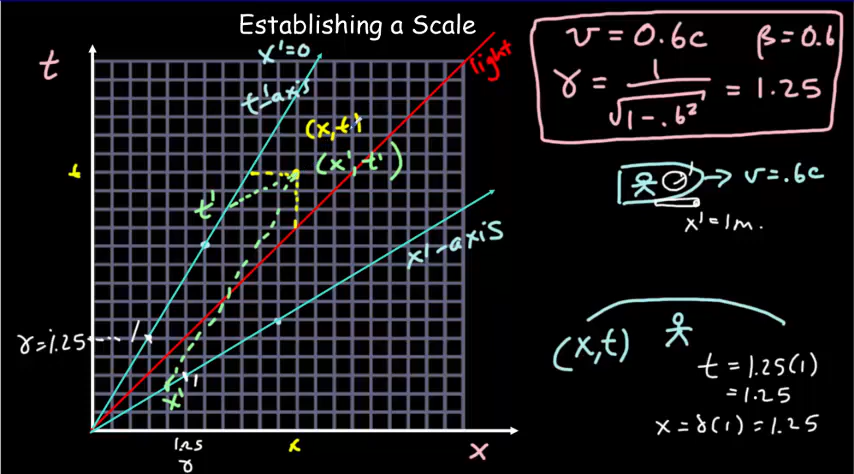 Establishing a Scale
t
x'=0
t'-axis
light
(x,t)
(x',t')
t
t'
x'-axis
γ=1.25
1
1
x'
1.25
γ
x
x
v = 0.6c β=0.6
γ = 1/√(1-.6²) = 1.25
v=.6c
x'=1m.
(x,t)
t=1.25(1)
=1.25
x=γ(1)=1.25